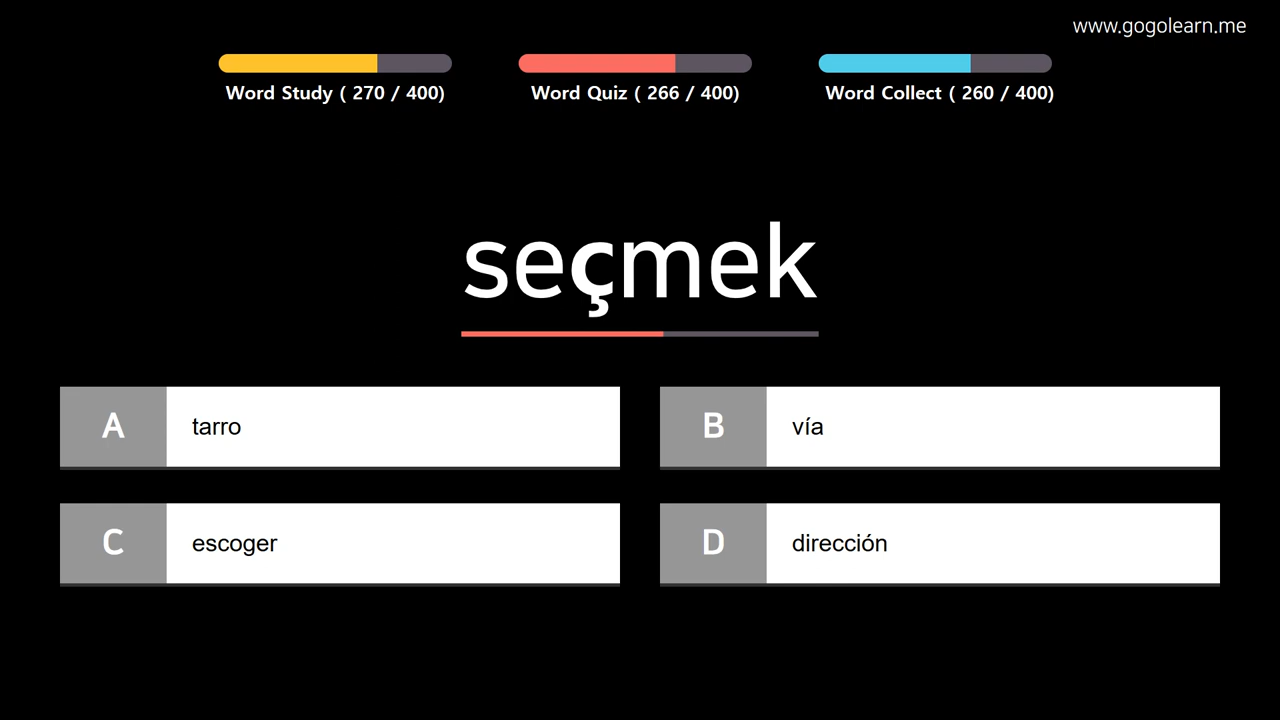 www.gogolearn.me
Word Study ( 270 / 400)
Word Quiz ( 266 / 400)
Word Collect ( 260 / 400)
seçmek
A tarro
B vía
C escoger
D dirección